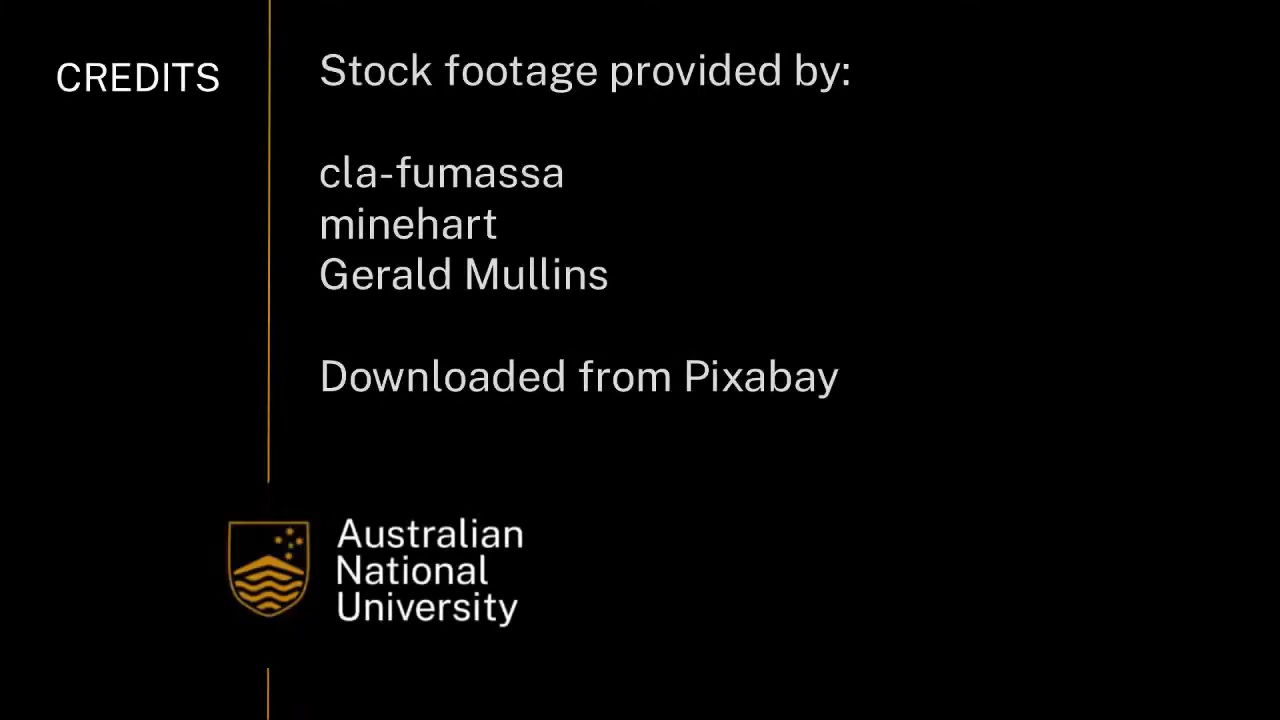 CREDITS
Stock footage provided by:
cla-fumassa
minehart
Gerald Mullins
Downloaded from Pixabay
Australian
National
University